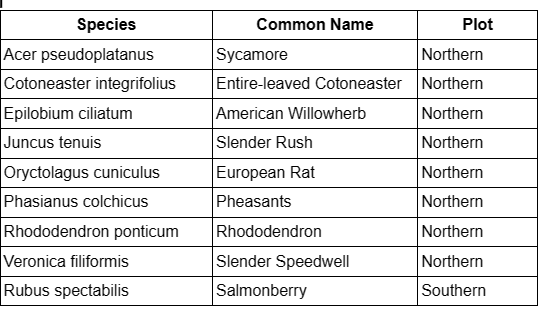 Species Common Name Plot
Acer pseudoplatanus Sycamore Northern
Cotoneaster integrifolius Entire-leaved Cotoneaster Northern
Epilobium ciliatum American Willowherb Northern
Juncus tenuis Slender Rush Northern
Oryctolagus cuniculus European Rat Northern
Phasianus colchicus Pheasants Northern
Rhododendron ponticum Rhododendron Northern
Veronica filiformis Slender Speedwell Northern
Rubus spectabilis Salmonberry Southern